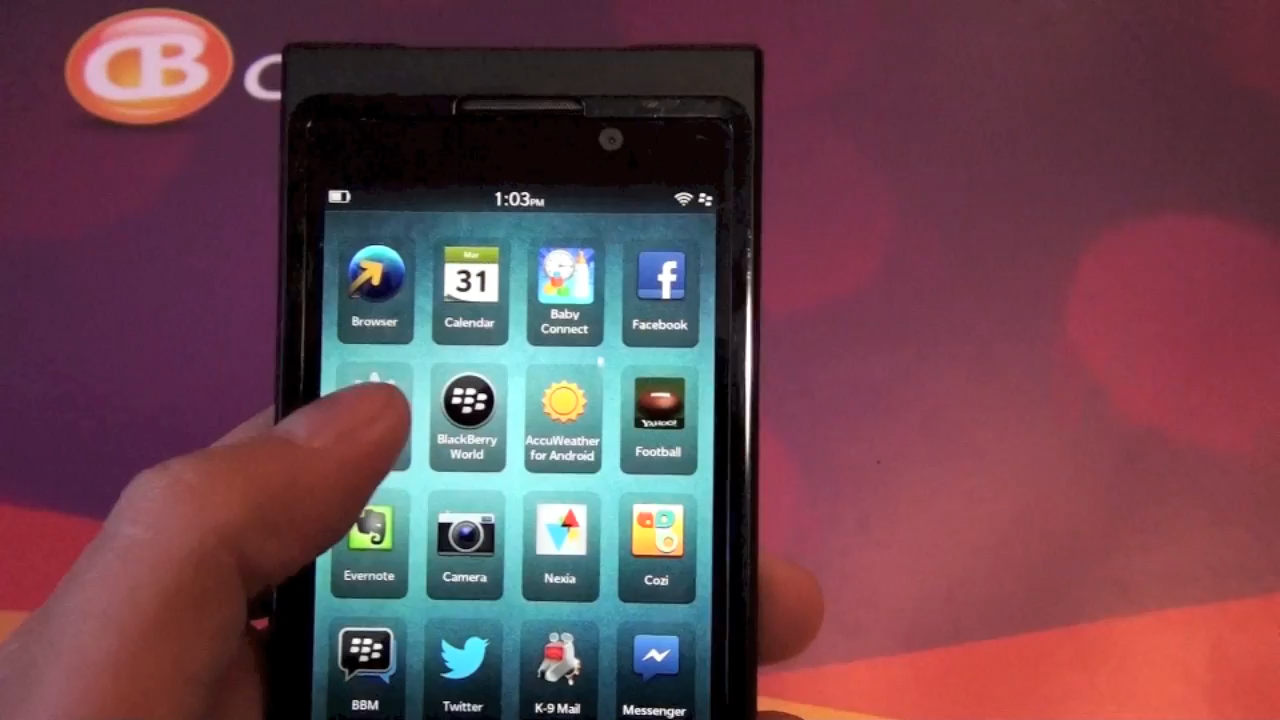 CB C
1:03PM
Mar
31
Browser
Calendar
Baby
Connect
Facebook
BlackBerry
World
AccuWeather
for Android
YAHOO!
Football
Evernote
Camera
Nexia
Cozi
BBM
Twitter
K-9 Mail
Messenger